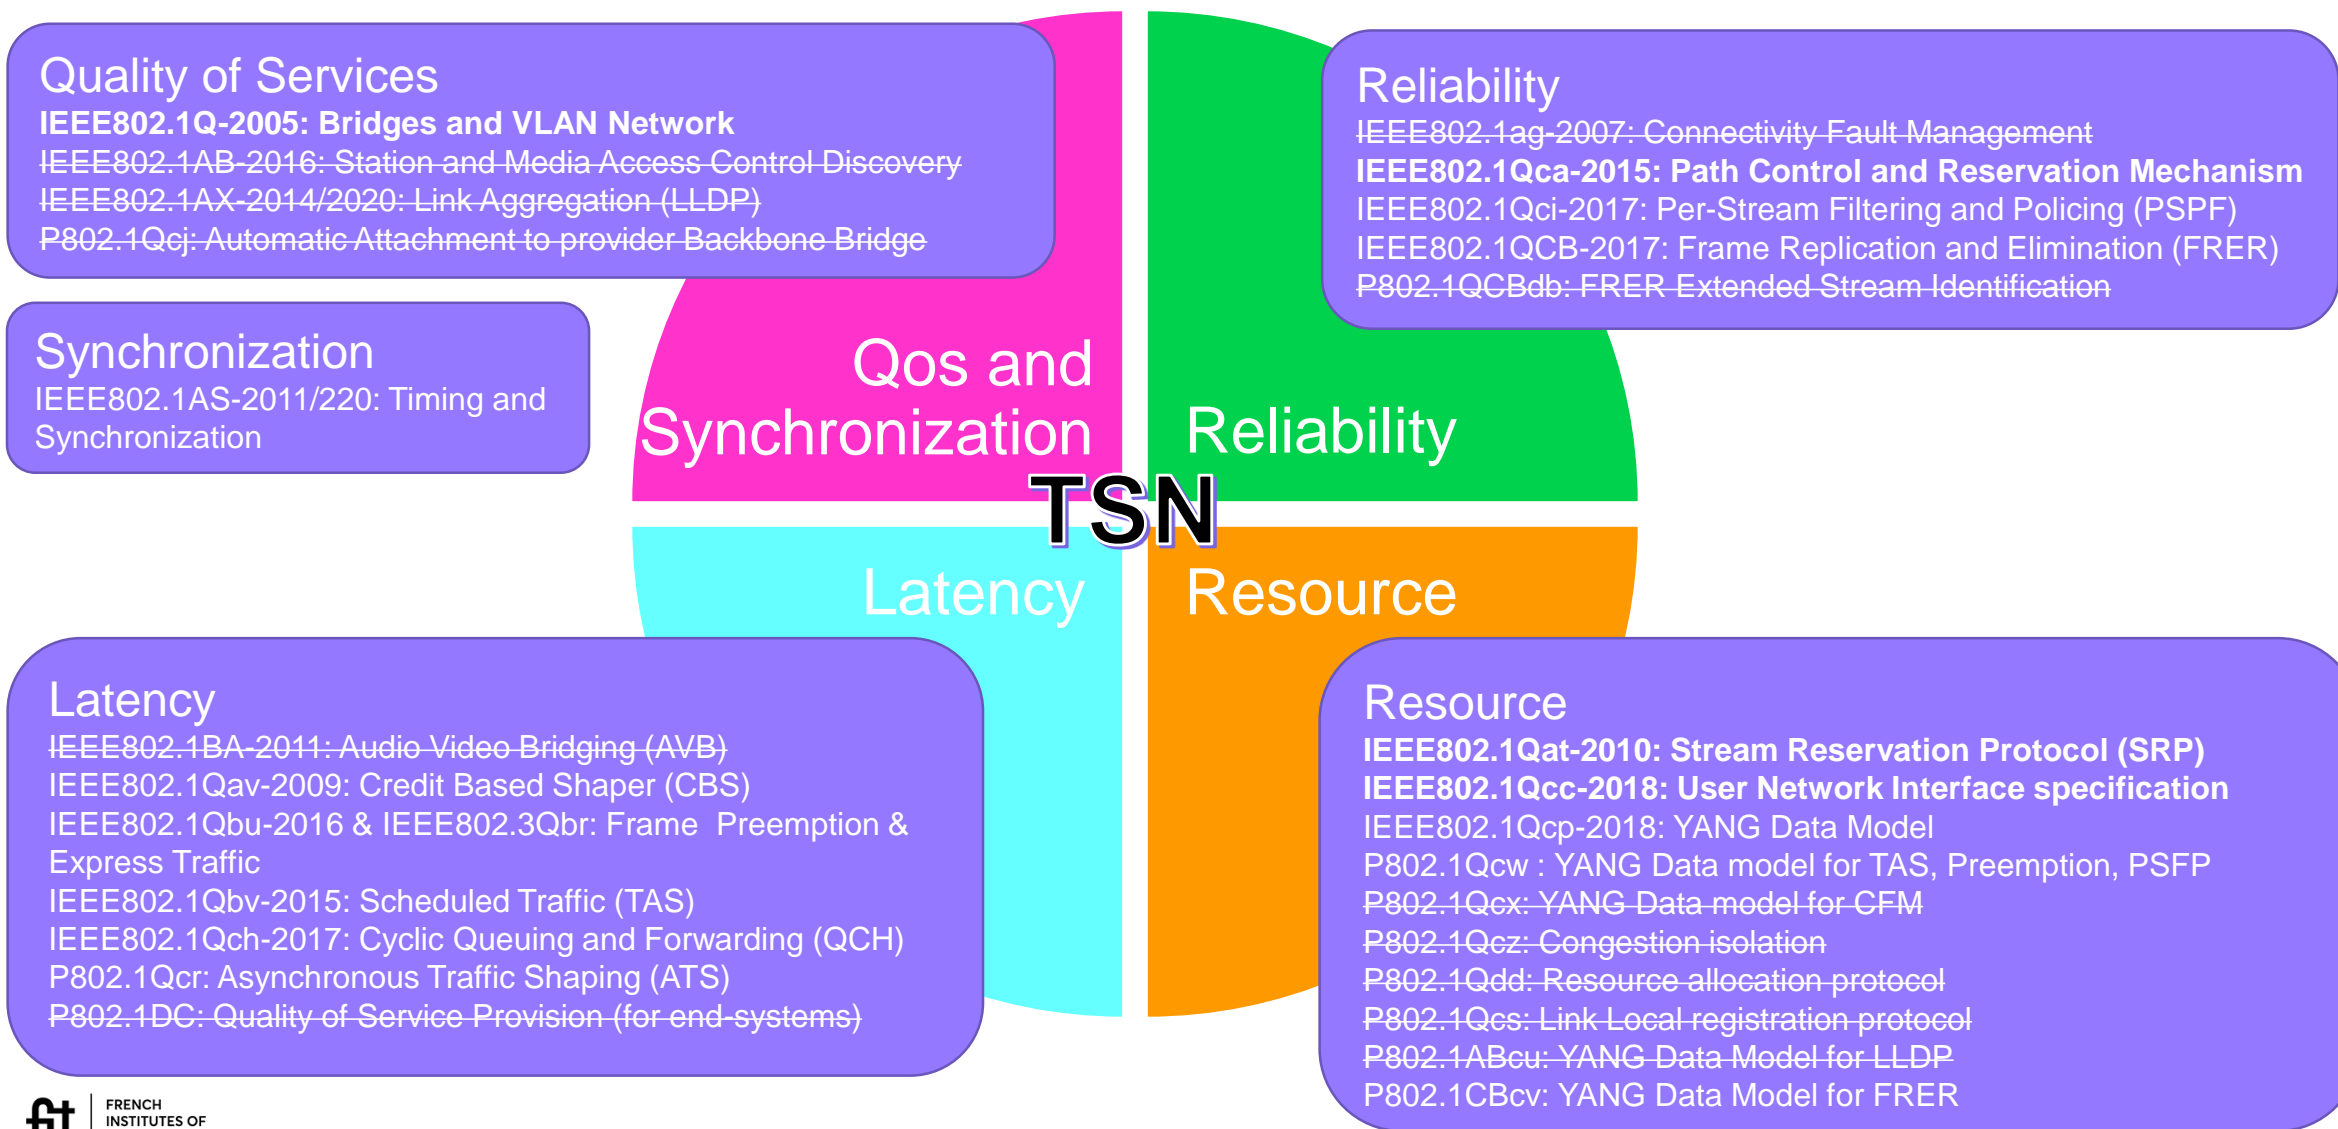 Quality of Services
IEEE802.1Q-2005: Bridges and VLAN Network
IEEE802.1AB-2016: Station and Media Access Control Discovery
IEEE802.1AX-2014/2020: Link Aggregation (LLDP)
P802.1Qcj: Automatic Attachment to provider Backbone Bridge
Synchronization
IEEE802.1AS-2011/220: Timing and
Synchronization
Qos and
Synchronization
Reliability
IEEE802.1ag-2007: Connectivity Fault Management
IEEE802.1Qca-2015: Path Control and Reservation Mechanism
IEEE802.1Qci-2017: Per-Stream Filtering and Policing (PSPF)
IEEE802.1QCB-2017: Frame Replication and Elimination (FRER)
P802.1QCBdb: FRER Extended Stream Identification
Reliability
TSN
Latency
Resource
Latency
IEEE802.1BA-2011: Audio Video Bridging (AVB)
IEEE802.1Qav-2009: Credit Based Shaper (CBS)
IEEE802.1Qbu-2016 & IEEE802.3Qbr: Frame  Preemption &
Express Traffic
IEEE802.1Qbv-2015: Scheduled Traffic (TAS)
IEEE802.1Qch-2017: Cyclic Queuing and Forwarding (QCH)
P802.1Qcr: Asynchronous Traffic Shaping (ATS)
P802.1DC: Quality of Service Provision (for end-systems)
Resource
IEEE802.1Qat-2010: Stream Reservation Protocol (SRP)
IEEE802.1Qcc-2018: User Network Interface specification
IEEE802.1Qcp-2018: YANG Data Model
P802.1Qcw : YANG Data model for TAS, Preemption, PSFP
P802.1Qcx: YANG Data model for CFM
P802.1Qcz: Congestion isolation
P802.1Qdd: Resource allocation protocol
P802.1Qcs: Link Local registration protocol
P802.1ABcu: YANG Data Model for LLDP
P802.1CBcv: YANG Data Model for FRER
fit
FRENCH
INSTITUTES OF